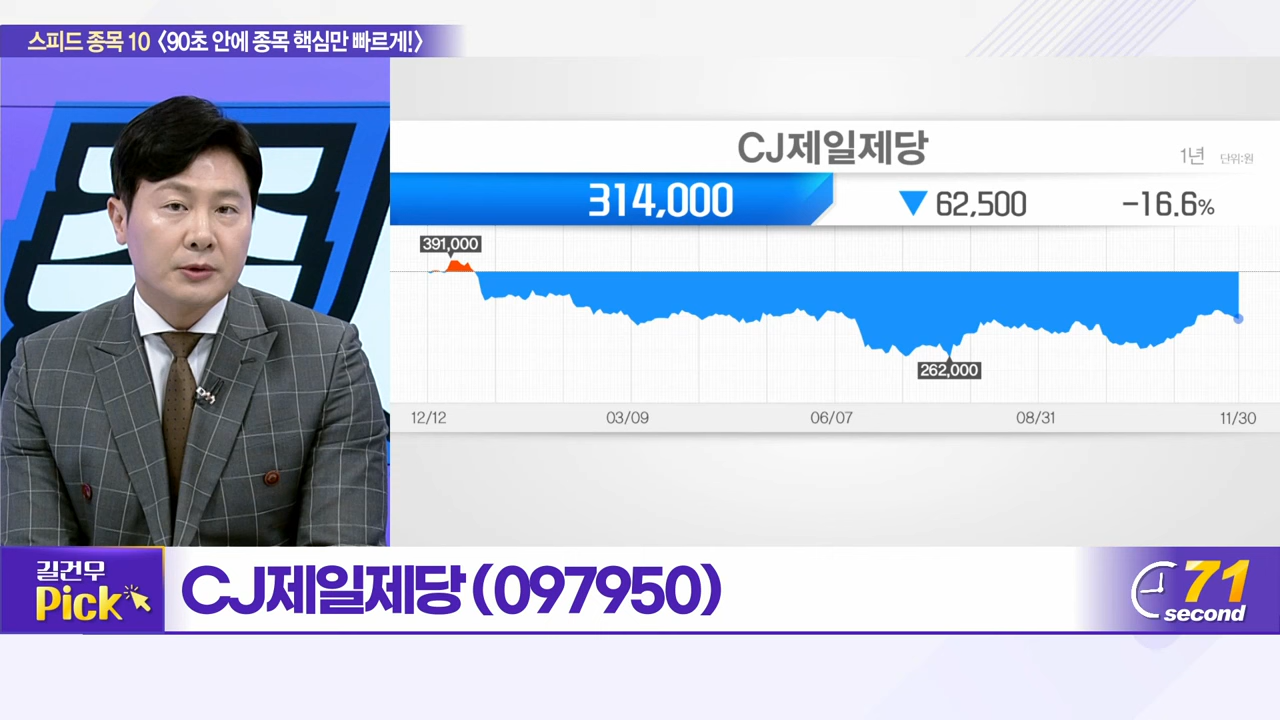 스피드 종목 10 〈90초 안에 종목 핵심만 빠르게!〉
CJ제일제당
1년 단위:원
314,000 ▼ 62,500 -16.6%
391,000
262,000
12/12 03/09 06/07 08/31 11/30
길건무
Pick
CJ제일제당(097950)
71
second